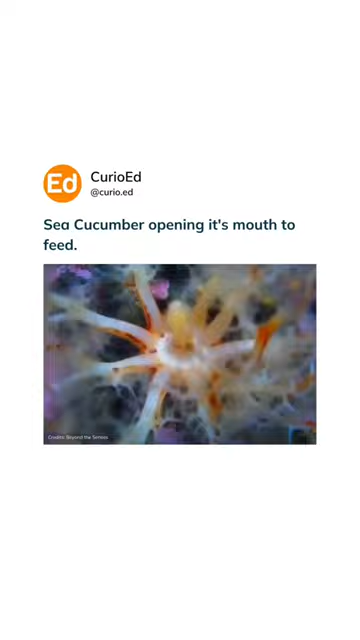 Ed
CurioEd
@curio.ed
Sea Cucumber opening it's mouth to
feed.
Credits: Beyond the Senses